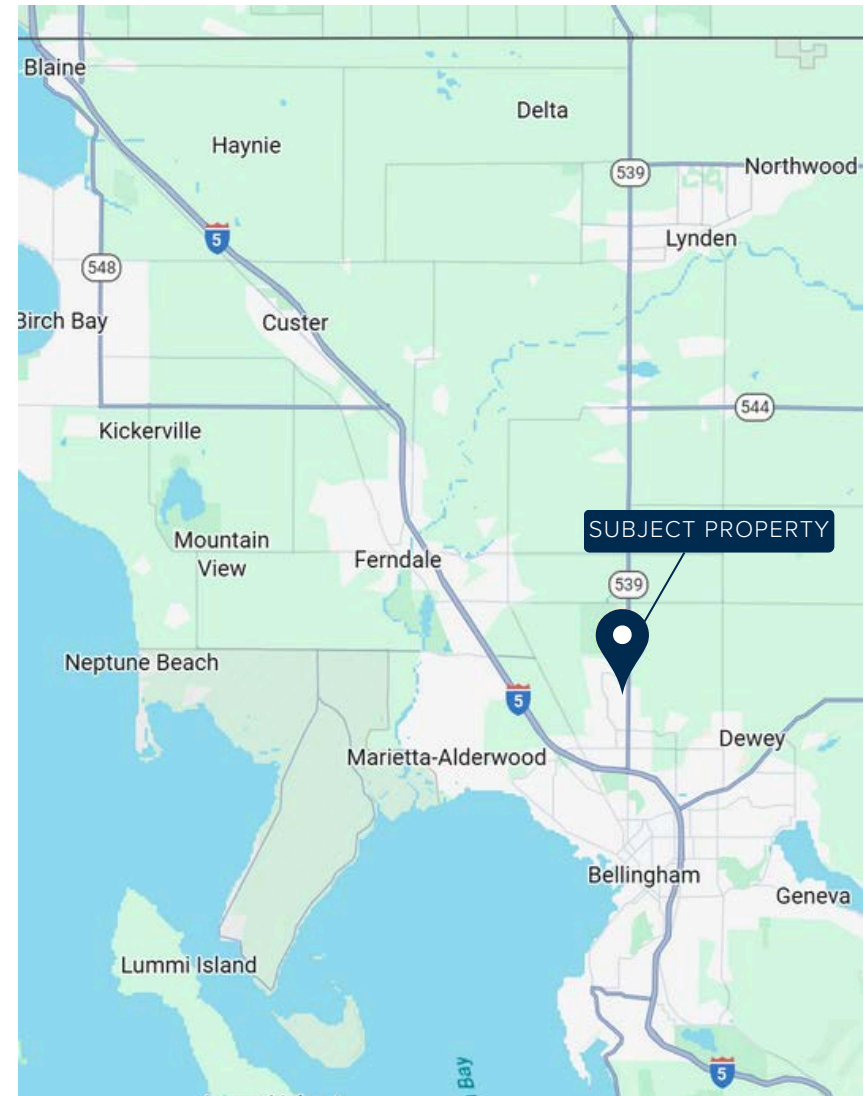 Blaine
Delta
Haynie
539
Northwood
5
Lynden
548
Birch Bay
Custer
544
Kickerville
SUBJECT PROPERTY
Mountain
View
Ferndale
539
Neptune Beach
5
Dewey
Marietta-Alderwood
Bellingham
Geneva
Lummi Island
Bay
5